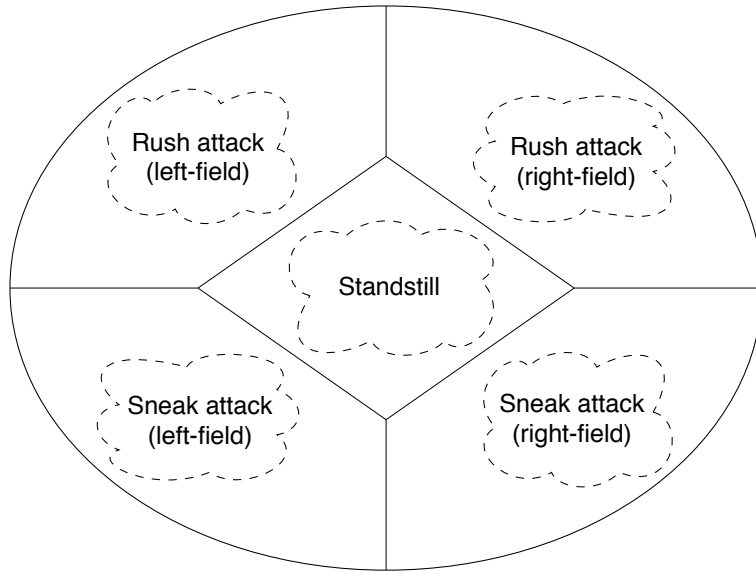 Rush attack
(left-field)
Rush attack
(right-field)
Standstill
Sneak attack
(left-field)
Sneak attack
(right-field)